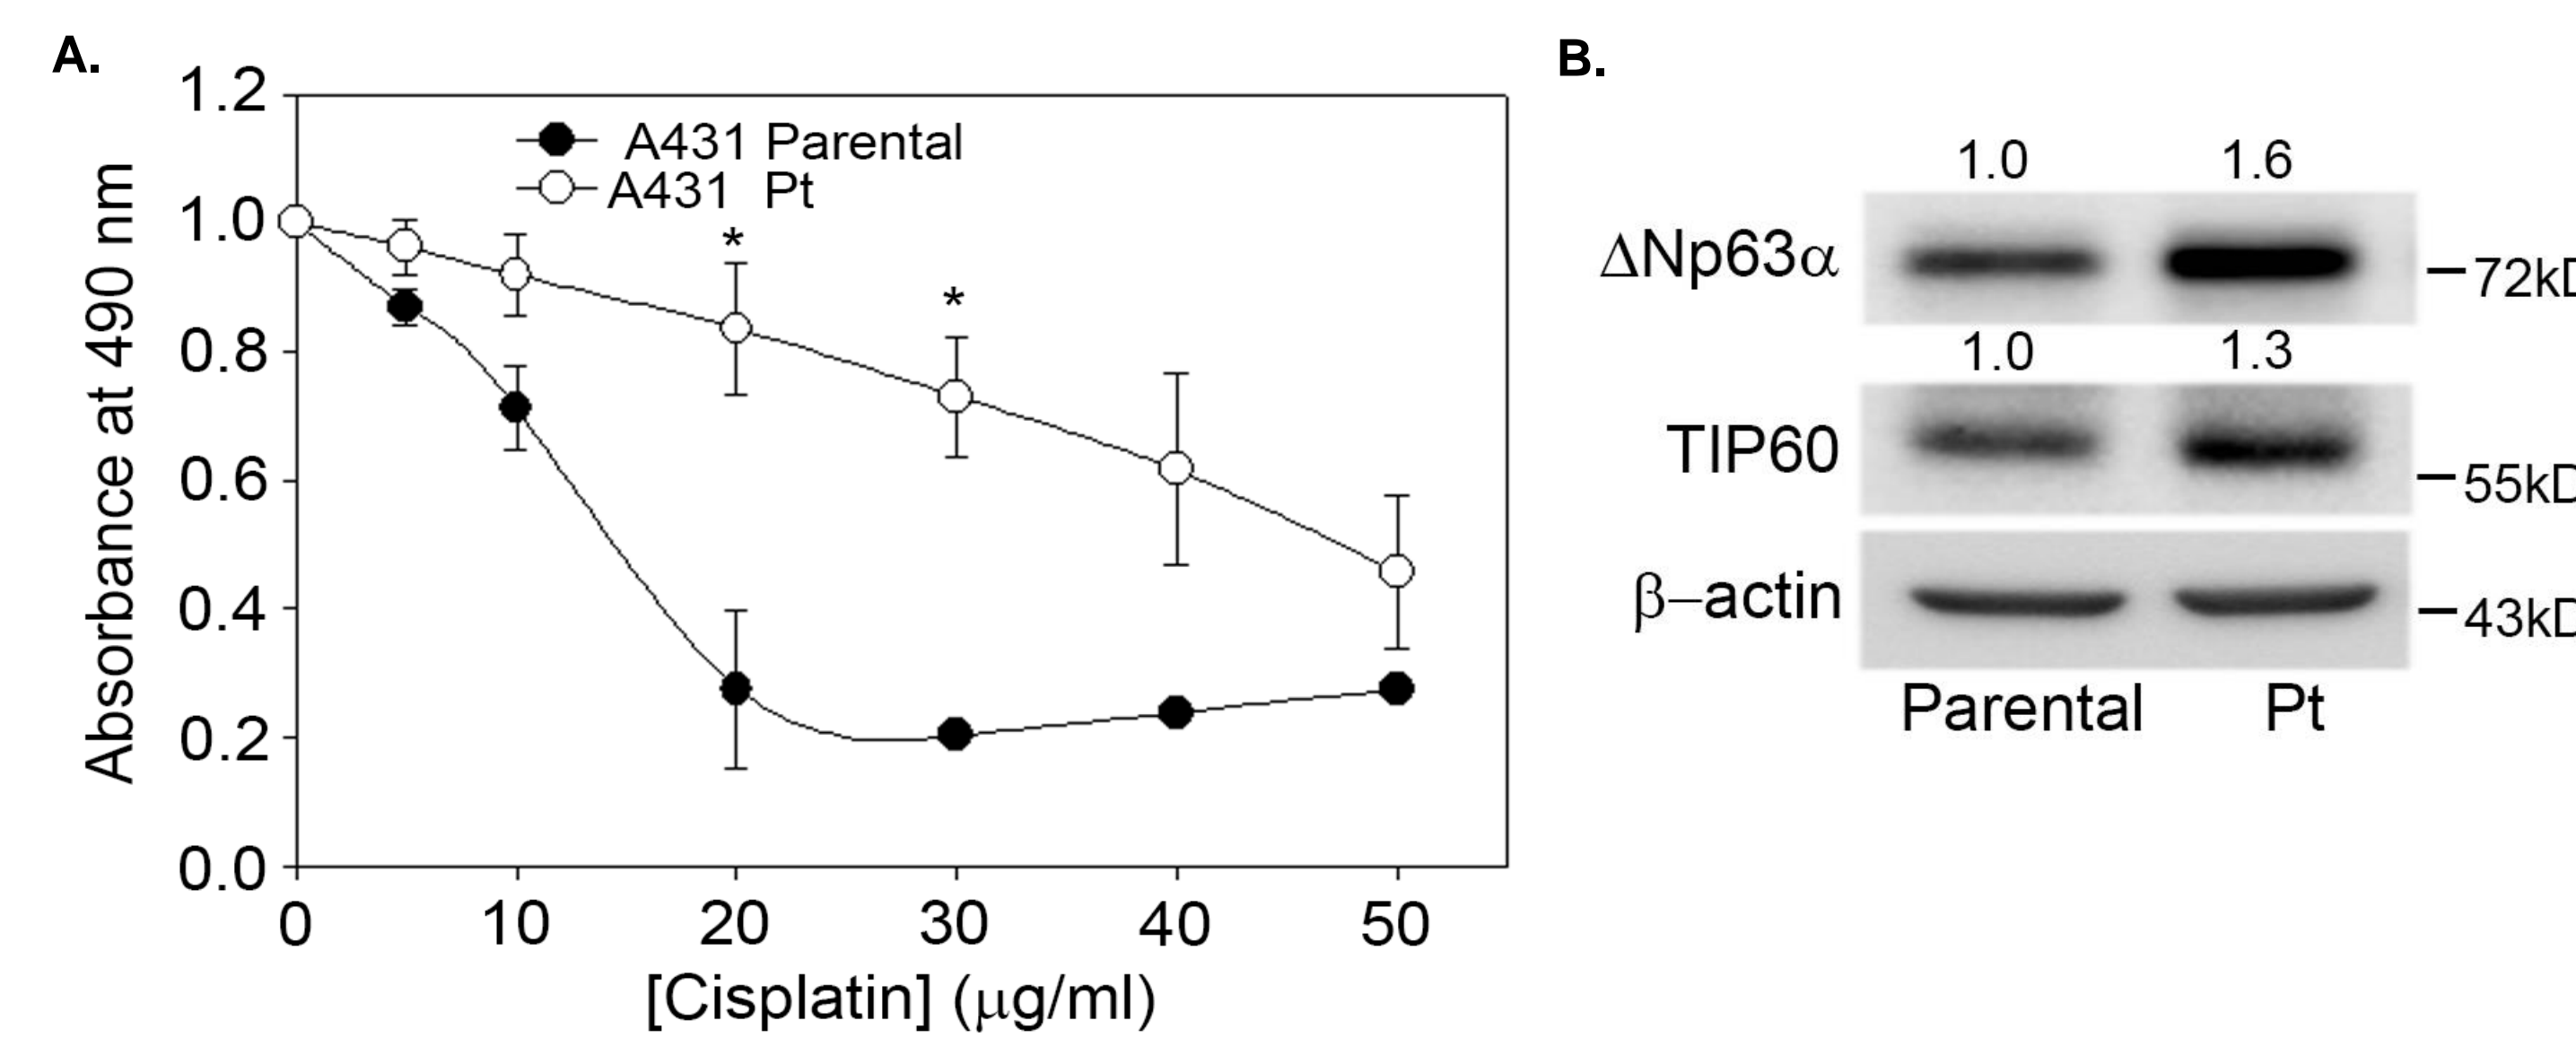 A.
1.2
1.0
0.8
0.6
0.4
0.2
0.0
Absorbance at 490 nm
A431 Parental
A431 Pt
*
*
0 10 20 30 40 50
[Cisplatin] (μg/ml)
B.
1.0 1.6
ΔNp63α
72kD
1.0 1.3
TIP60
55kD
β–actin
43kD
Parental Pt